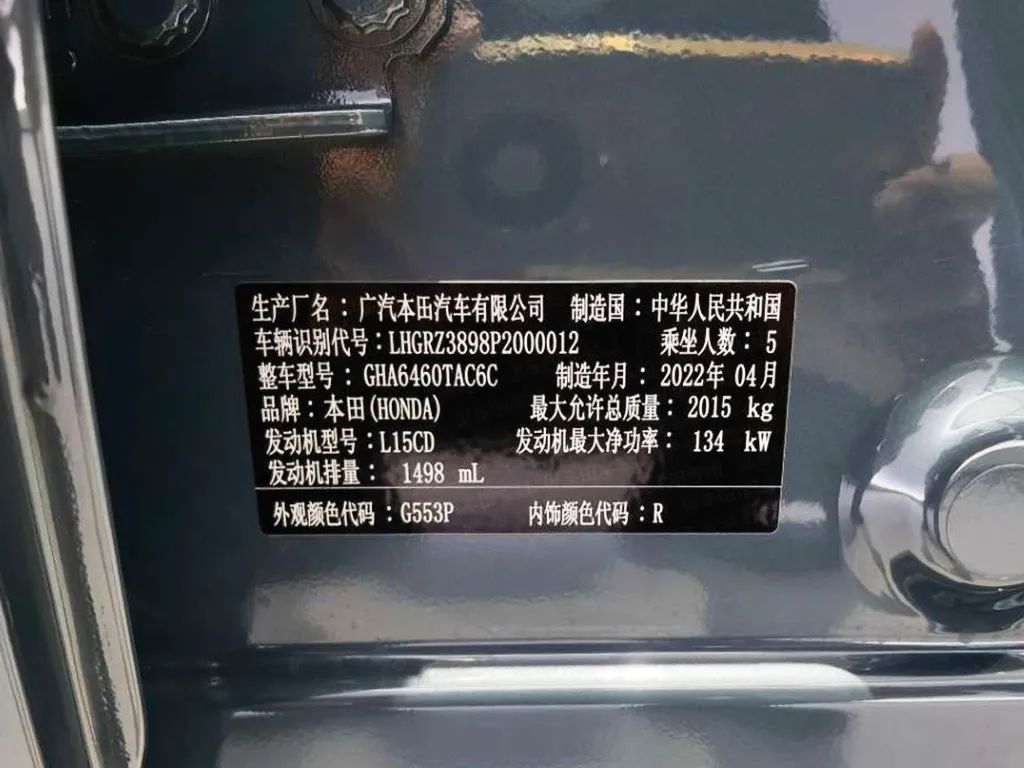 生产厂名：广汽本田汽车有限公司 制造国：中华人民共和国
车辆识别代号：LHGRZ3898P2000012 乘坐人数：5
整车型号：GHA6460TAC6C 制造年月：2022年 04月
品牌：本田(HONDA) 最大允许总质量：2015 kg
发动机型号：L15CD 发动机最大净功率：134 kW
发动机排量：1498 mL
外观颜色代码：G553P 内饰颜色代码：R